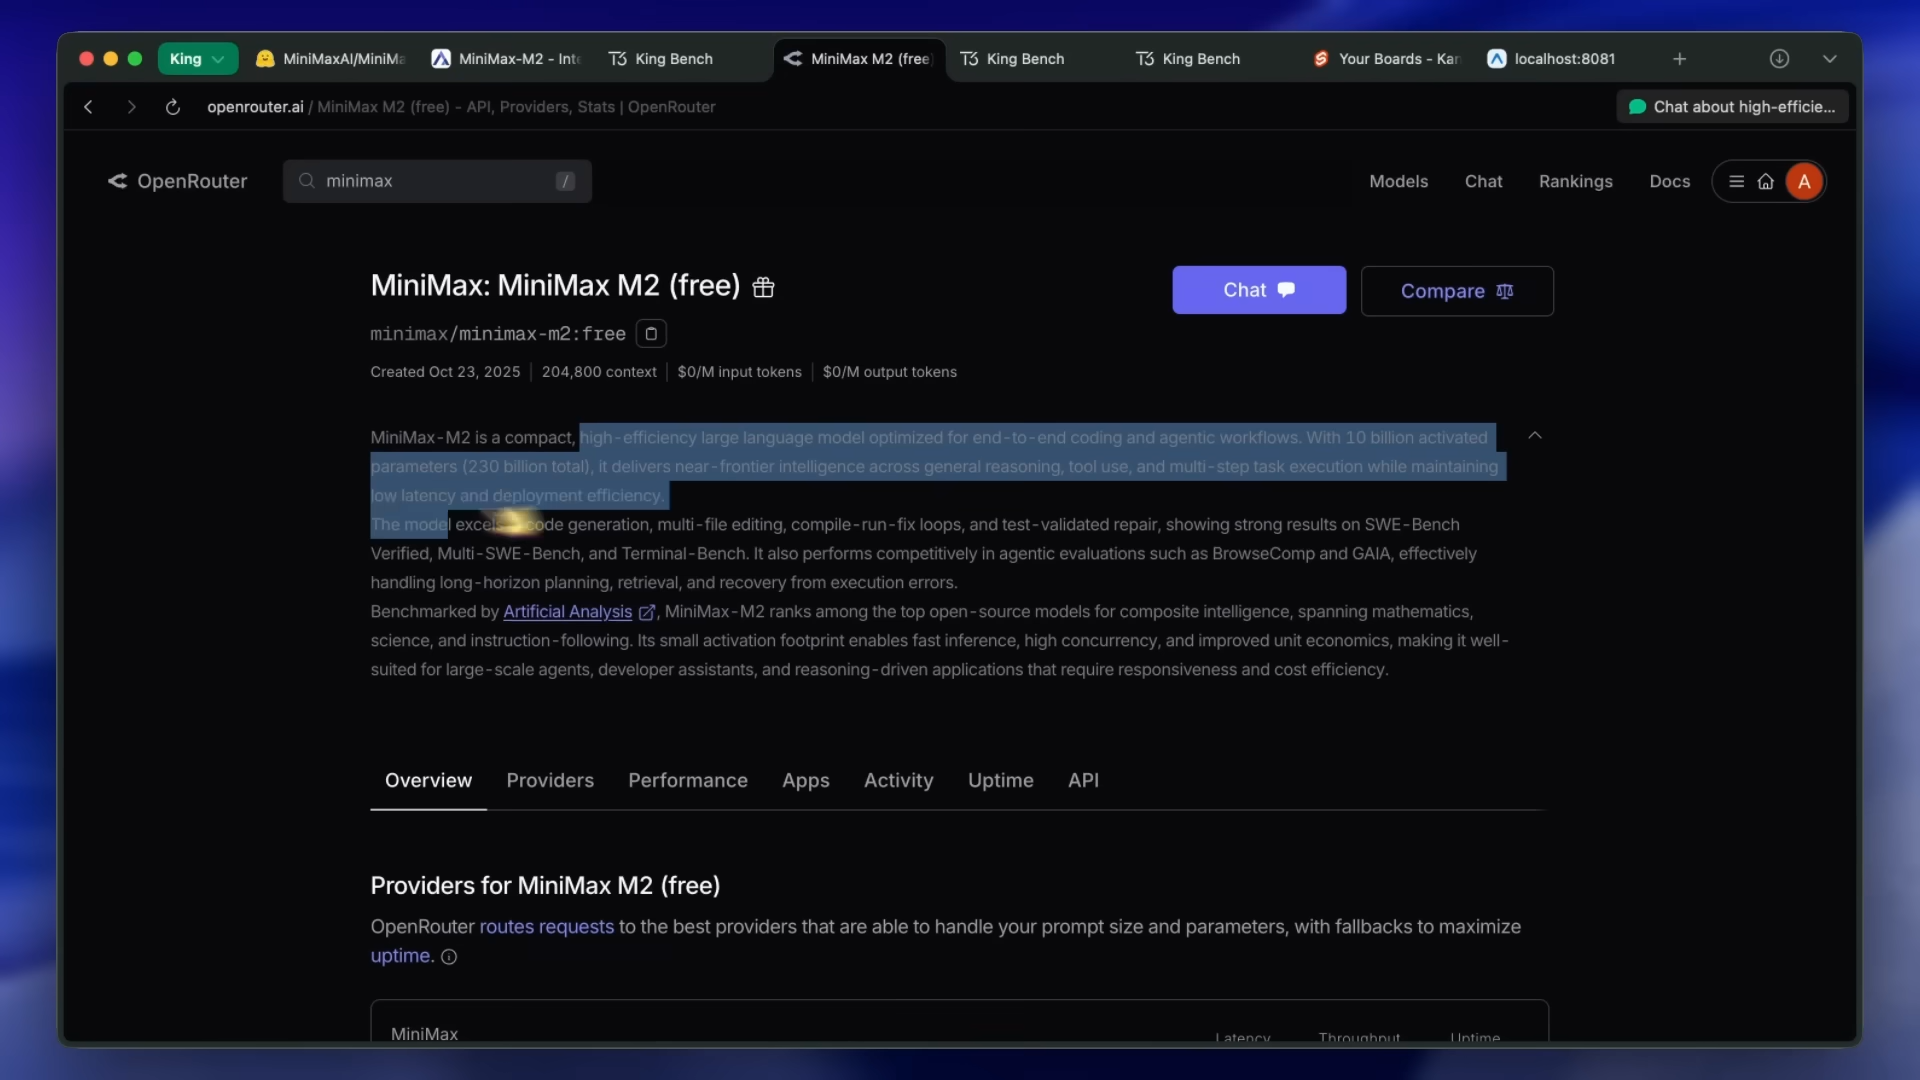 King
MiniMaxAI/MiniMa
MiniMax-M2 - Inte
T3 King Bench
MiniMax M2 (free)
T3 King Bench
T3 King Bench
Your Boards - Kan
localhost:8081
openrouter.ai / MiniMax M2 (free) - API, Providers, Stats | OpenRouter
Chat about high-efficie...
OpenRouter
minimax
/
Models
Chat
Rankings
Docs
A
MiniMax: MiniMax M2 (free)
Chat
Compare
minimax/minimax-m2:free
Created Oct 23, 2025
204,800 context
$0/M input tokens
$0/M output tokens
MiniMax-M2 is a compact, high-efficiency large language model optimized for end-to-end coding and agentic workflows. With 10 billion activated
parameters (230 billion total), it delivers near-frontier intelligence across general reasoning, tool use, and multi-step task execution while maintaining
low latency and deployment efficiency.
The model excels code generation, multi-file editing, compile-run-fix loops, and test-validated repair, showing strong results on SWE-Bench
Verified, Multi-SWE-Bench, and Terminal-Bench. It also performs competitively in agentic evaluations such as BrowseComp and GAIA, effectively
handling long-horizon planning, retrieval, and recovery from execution errors.
Benchmarked by Artificial Analysis, MiniMax-M2 ranks among the top open-source models for composite intelligence, spanning mathematics,
science, and instruction-following. Its small activation footprint enables fast inference, high concurrency, and improved unit economics, making it well-
suited for large-scale agents, developer assistants, and reasoning-driven applications that require responsiveness and cost efficiency.
Overview
Providers
Performance
Apps
Activity
Uptime
API
Providers for MiniMax M2 (free)
OpenRouter routes requests to the best providers that are able to handle your prompt size and parameters, with fallbacks to maximize
uptime.
MiniMax
Latency
Throughput
Uptime